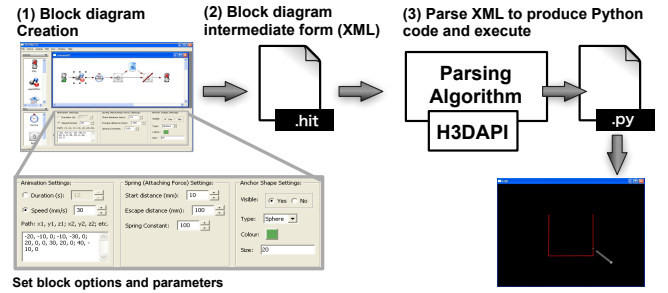 (1) Block diagram
Creation
(2) Block diagram
intermediate form (XML)
(3) Parse XML to produce Python
code and execute
.hit
Parsing
Algorithm
H3DAPI
.py
Animation Settings:
Duration (s): 12
Speed (mm/s) 30
Path: x1, y1, z1; x2, y2, z2; etc.
-20, -10, 0; -10, -30, 0;
20, 0, 0, 30, 20, 0; 40, -
10, 0
Spring (Attaching Force) Settings:
Start distance (mm): 10
Escape distance (mm): 100
Spring Constant: 100
Anchor Shape Settings:
Visible: Yes No
Type: Sphere
Colour:
Size: 20
Set block options and parameters